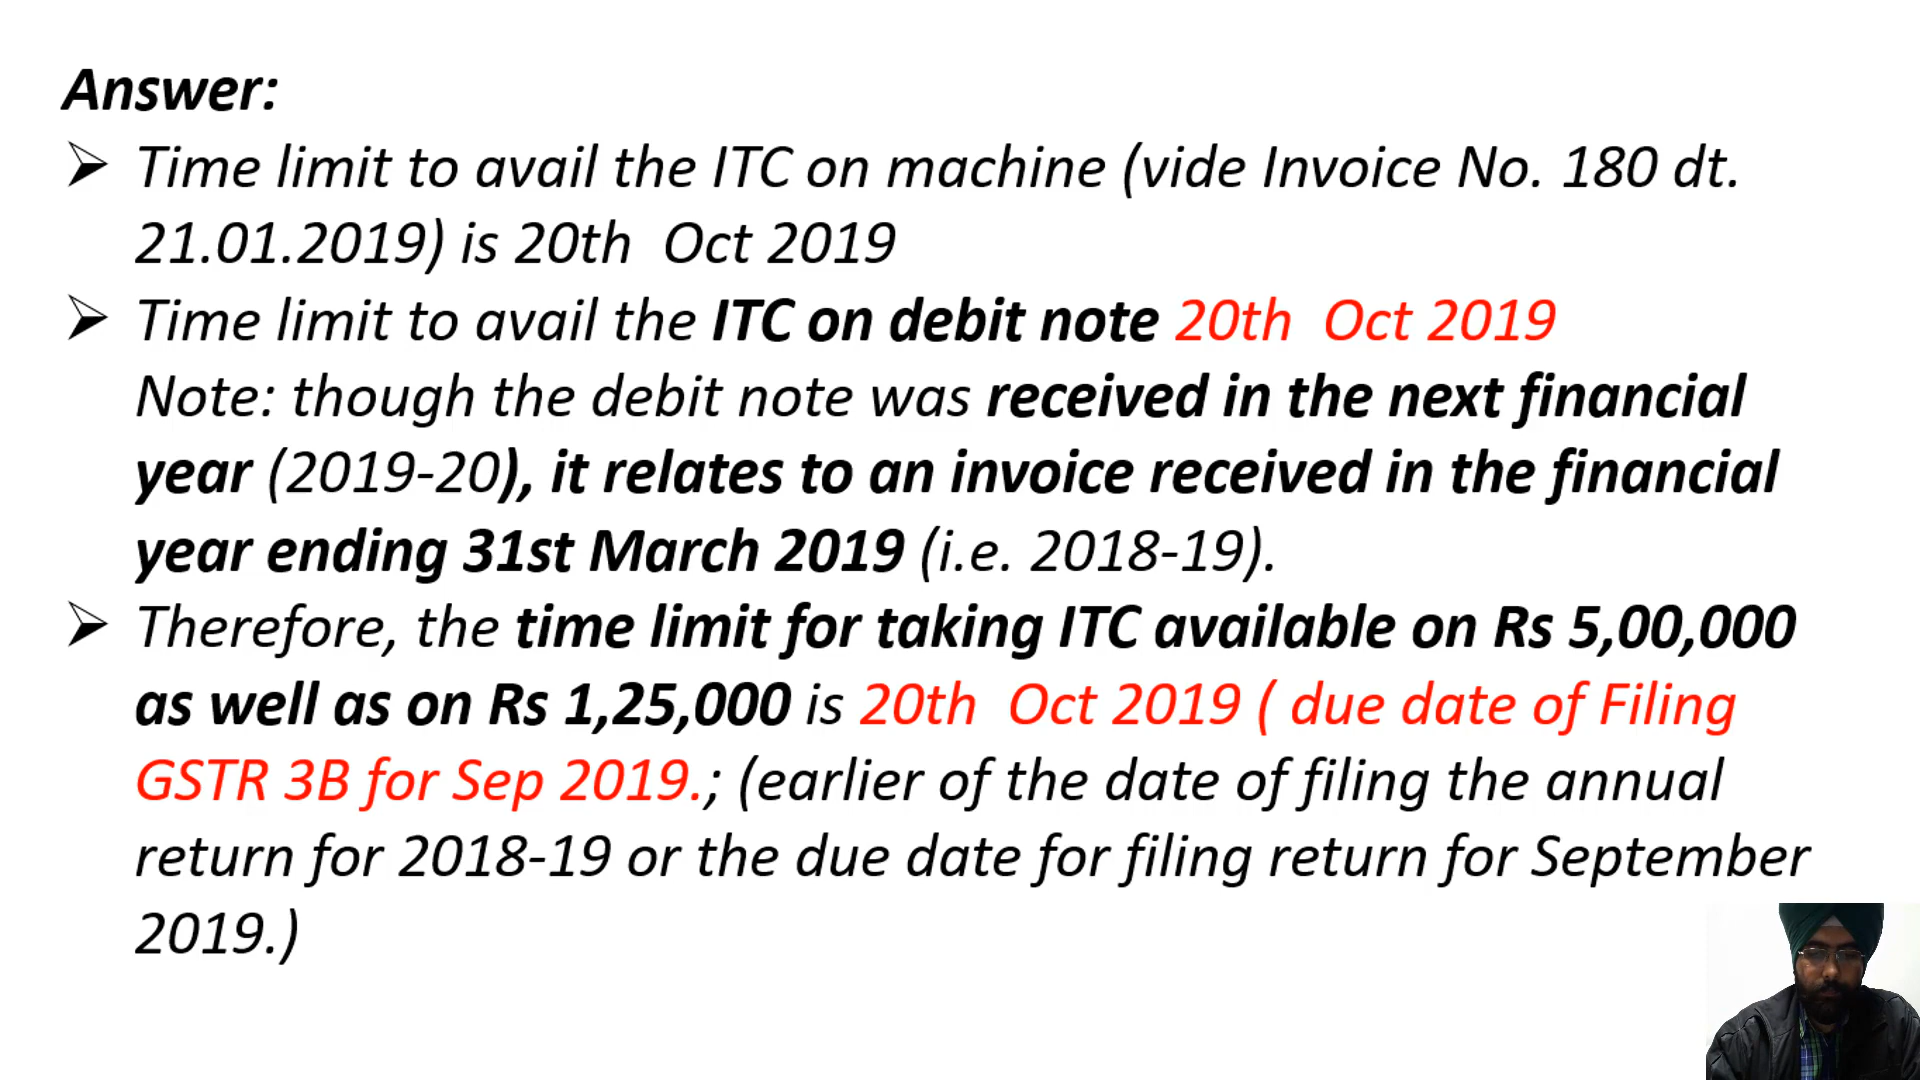 Answer:
➢ Time limit to avail the ITC on machine (vide Invoice No. 180 dt.
21.01.2019) is 20th Oct 2019
➢ Time limit to avail the ITC on debit note 20th Oct 2019
Note: though the debit note was received in the next financial
year (2019-20), it relates to an invoice received in the financial
year ending 31st March 2019 (i.e. 2018-19).
➢ Therefore, the time limit for taking ITC available on Rs 5,00,000
as well as on Rs 1,25,000 is 20th Oct 2019 ( due date of Filing
GSTR 3B for Sep 2019.; (earlier of the date of filing the annual
return for 2018-19 or the due date for filing return for September
2019.)